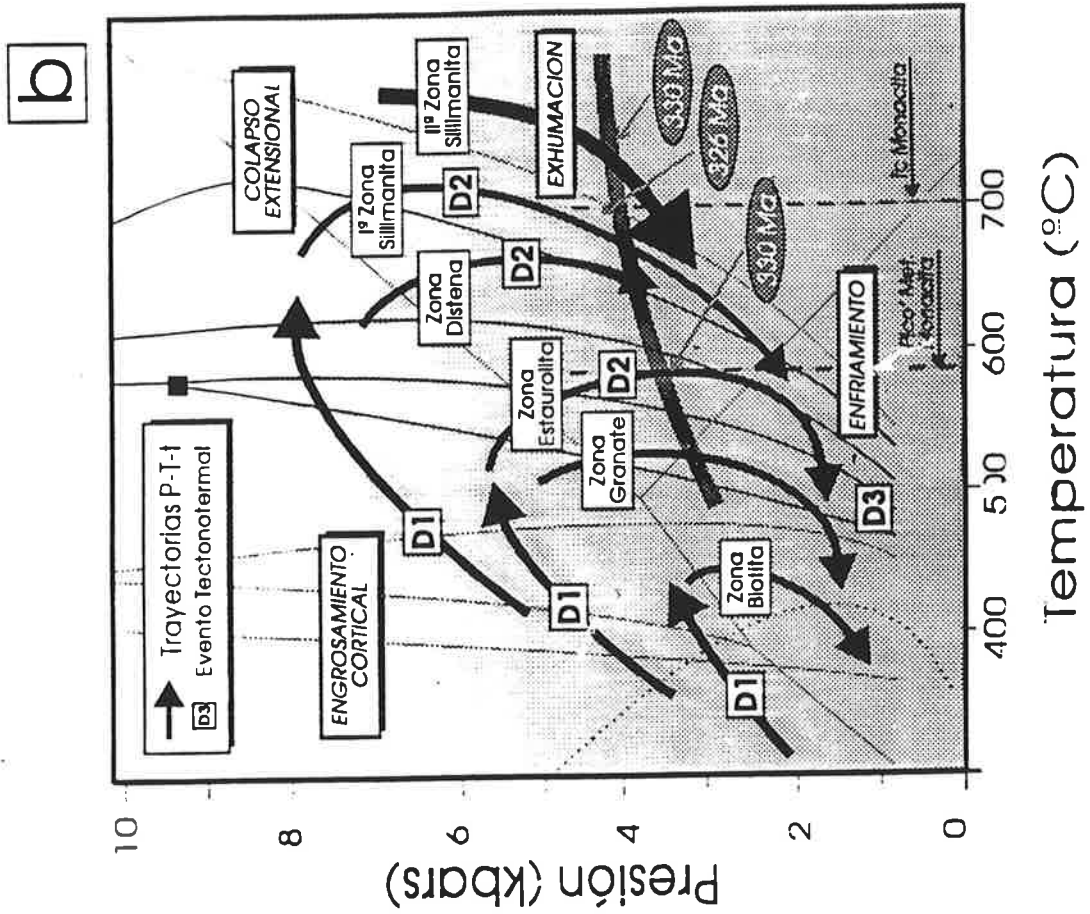 b
Trayectorias P-T-t
D3 Evento Tectonotermal
ENGROSAMIENTO
CORTICAL
COLAPSO
EXTENSIONAL
IIª Zona
Sillimanita
Iª Zona
Sillimanita
Zona
Distena
Zona
Estaurolita
Zona
Granate
Zona
Biotita
D1
D1
D1
D2
D2
D2
D3
EXHUMACION
ENFRIAMIENTO
330 Ma
326 Ma
330 Ma
Tc Monacita
Pico Met.
Monacita
10
8
6
4
2
0
Presión (kbars)
400
500
600
700
Temperatura (ºC)